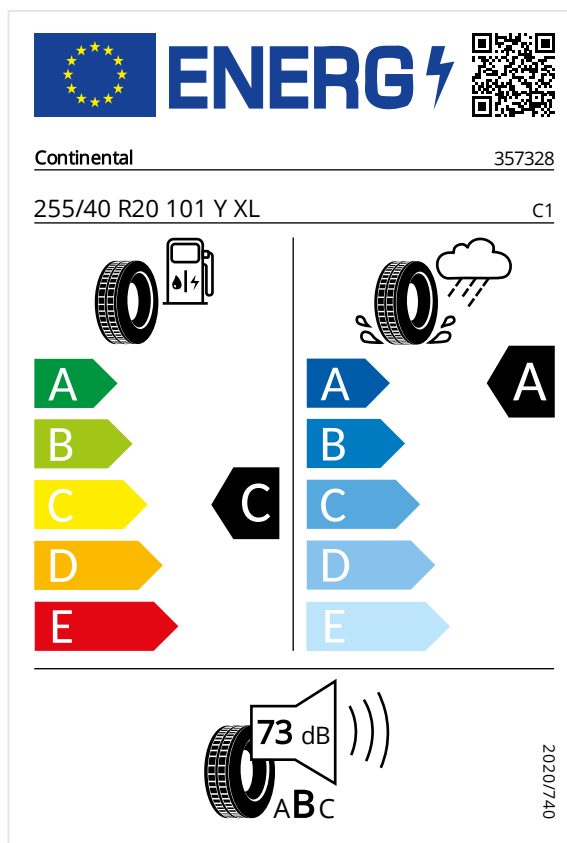 ENERG
Continental 357328
255/40 R20 101 Y XL C1
A A A
B B
C C C
D D
E E
73 dB
ABC
2020/740